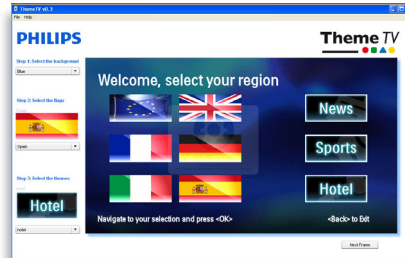 ThemeTV v0.3
File Help
PHILIPS
Theme TV
Step 1: Select the background
Blue
Step 2: Select the flags
Spain
Step 3: Select the themes
Hotel
none
Welcome, select your region
News
Sports
Hotel
Navigate to your selection and press <OK>
<Back> to Edit
Next Frame